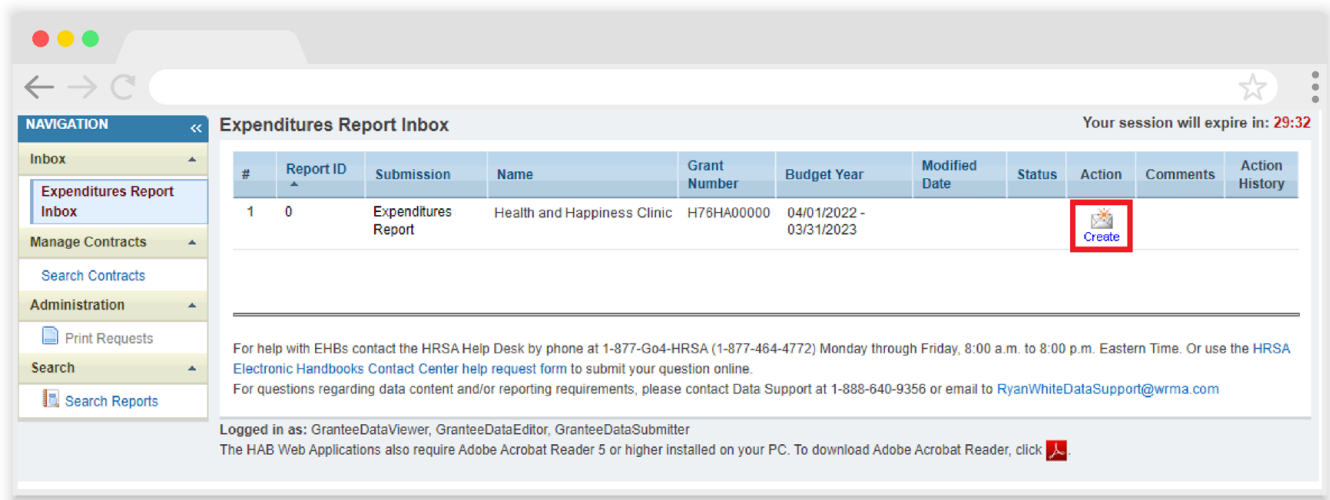 NAVIGATION «
Inbox
Expenditures Report
Inbox
Manage Contracts
Search Contracts
Administration
Print Requests
Search
Search Reports
Expenditures Report Inbox
Your session will expire in: 29:32
# Report ID Submission Name Grant Number Budget Year Modified Date Status Action Comments Action History
1 0 Expenditures Report Health and Happiness Clinic H76HA00000 04/01/2022 - 03/31/2023 Create
For help with EHBs contact the HRSA Help Desk by phone at 1-877-Go4-HRSA (1-877-464-4772) Monday through Friday, 8:00 a.m. to 8:00 p.m. Eastern Time. Or use the HRSA
Electronic Handbooks Contact Center help request form to submit your question online.
For questions regarding data content and/or reporting requirements, please contact Data Support at 1-888-640-9356 or email to RyanWhiteDataSupport@wrma.com
Logged in as: GranteeDataViewer, GranteeDataEditor, GranteeDataSubmitter
The HAB Web Applications also require Adobe Acrobat Reader 5 or higher installed on your PC. To download Adobe Acrobat Reader, click .